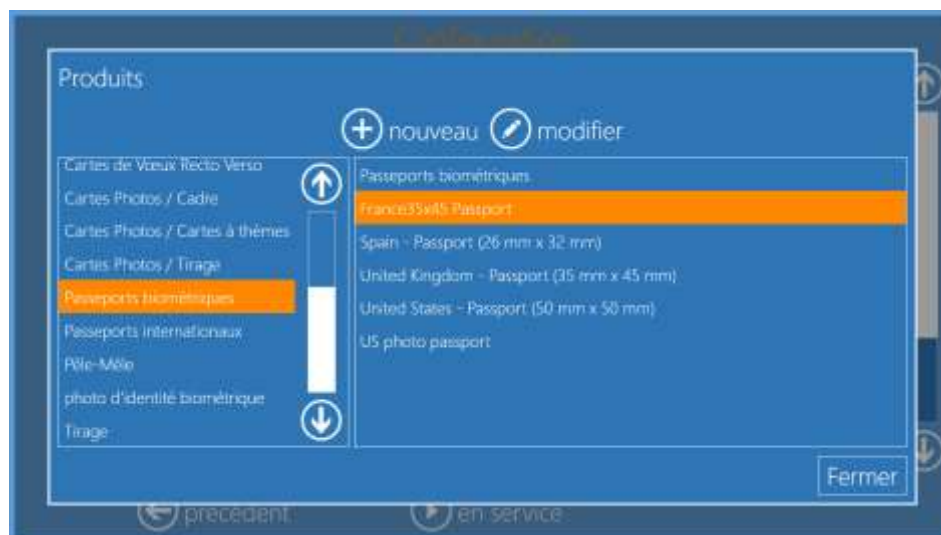 Produits
nouveau modifier
Cartes de Vœux Recto Verso
Cartes Photos / Cadre
Cartes Photos / Cartes à thèmes
Cartes Photos / Tirage
Passeports biométriques
Passeports internationaux
Pêle-Mêle
photo d'identité biométrique
Tirage
Passeports biométriques
France35x45 Passport
Spain - Passport (26 mm x 32 mm)
United Kingdom - Passport (35 mm x 45 mm)
United States - Passport (50 mm x 50 mm)
US photo passport
Fermer
précédent en service